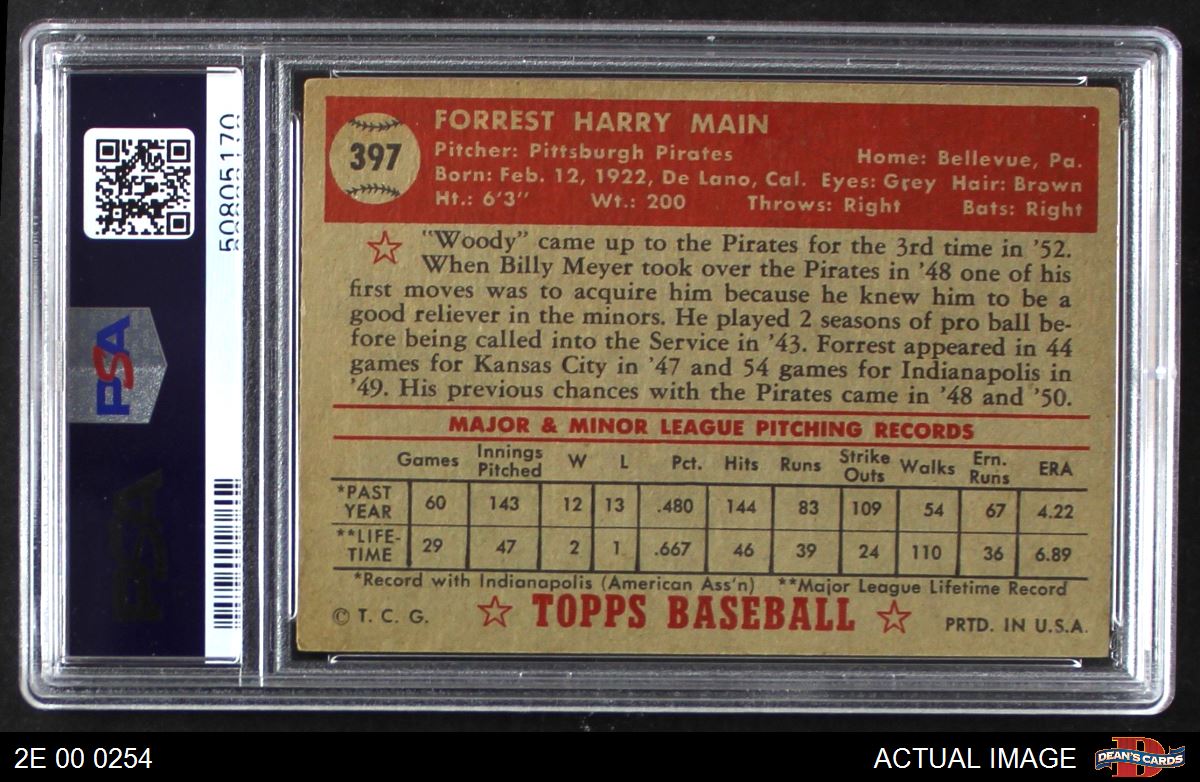 397
FORREST HARRY MAIN
Pitcher: Pittsburgh Pirates Home: Bellevue, Pa.
Born: Feb. 12, 1922, De Lano, Cal. Eyes: Grey Hair: Brown
Ht.: 6'3" Wt.: 200 Throws: Right Bats: Right
"Woody" came up to the Pirates for the 3rd time in '52.
When Billy Meyer took over the Pirates in '48 one of his
first moves was to acquire him because he knew him to be a
good reliever in the minors. He played 2 seasons of pro ball be-
fore being called into the Service in '43. Forrest appeared in 44
games for Kansas City in '47 and 54 games for Indianapolis in
'49. His previous chances with the Pirates came in '48 and '50.
MAJOR & MINOR LEAGUE PITCHING RECORDS
Games Innings Pitched W L Pct. Hits Runs Strike Outs Walks Ern. Runs ERA
*PAST YEAR 60 143 12 13 .480 144 83 109 54 67 4.22
**LIFE-TIME 29 47 2 1 .667 46 39 24 110 36 6.89
*Record with Indianapolis (American Ass'n) **Major League Lifetime Record
© T. C. G. TOPPS BASEBALL PRTD. IN U.S.A.
50805170
PSA
PSA
2E 00 0254
ACTUAL IMAGE
DEAN'S CARDS